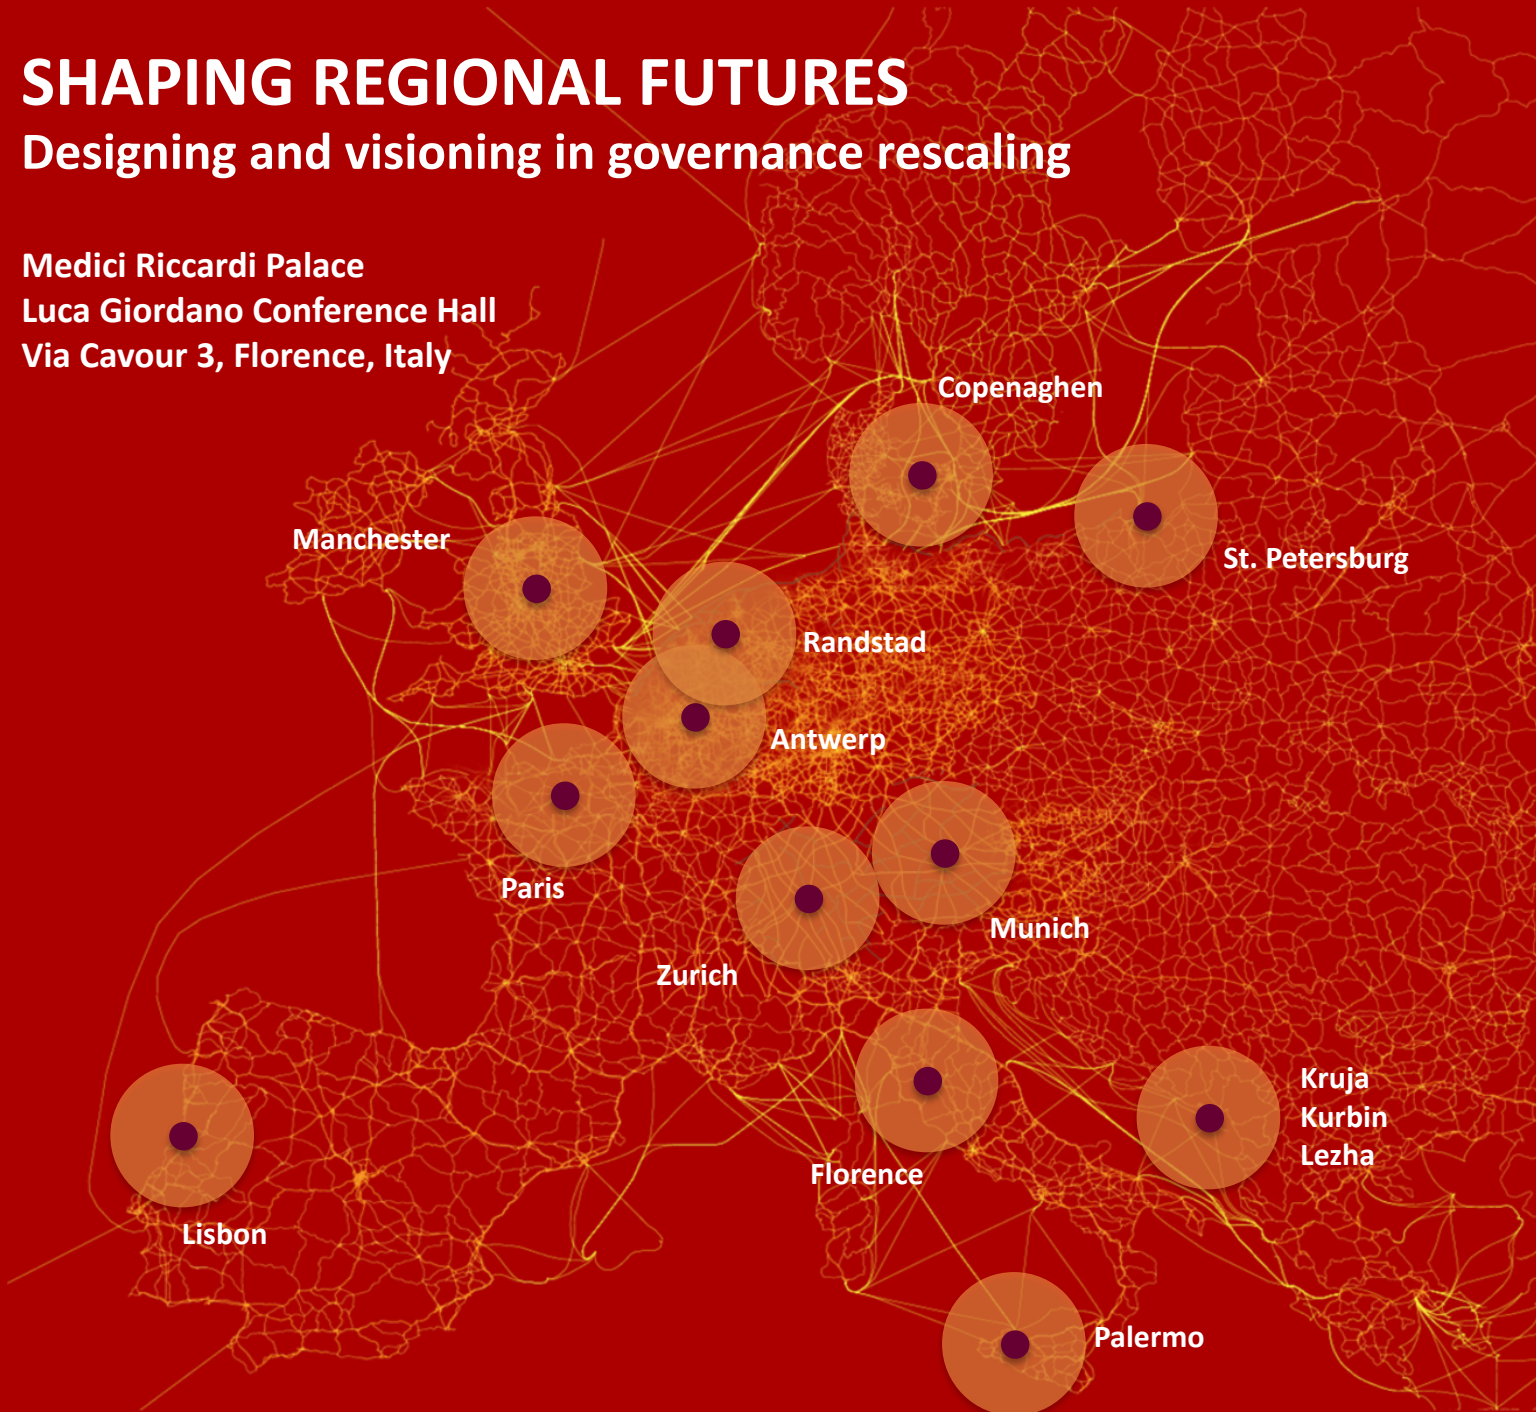 SHAPING REGIONAL FUTURES
Designing and visioning in governance rescaling
Medici Riccardi Palace
Luca Giordano Conference Hall
Via Cavour 3, Florence, Italy
Copenaghen
Manchester
St. Petersburg
Randstad
Antwerp
Paris
Munich
Zurich
Kruja
Kurbin
Lezha
Florence
Lisbon
Palermo